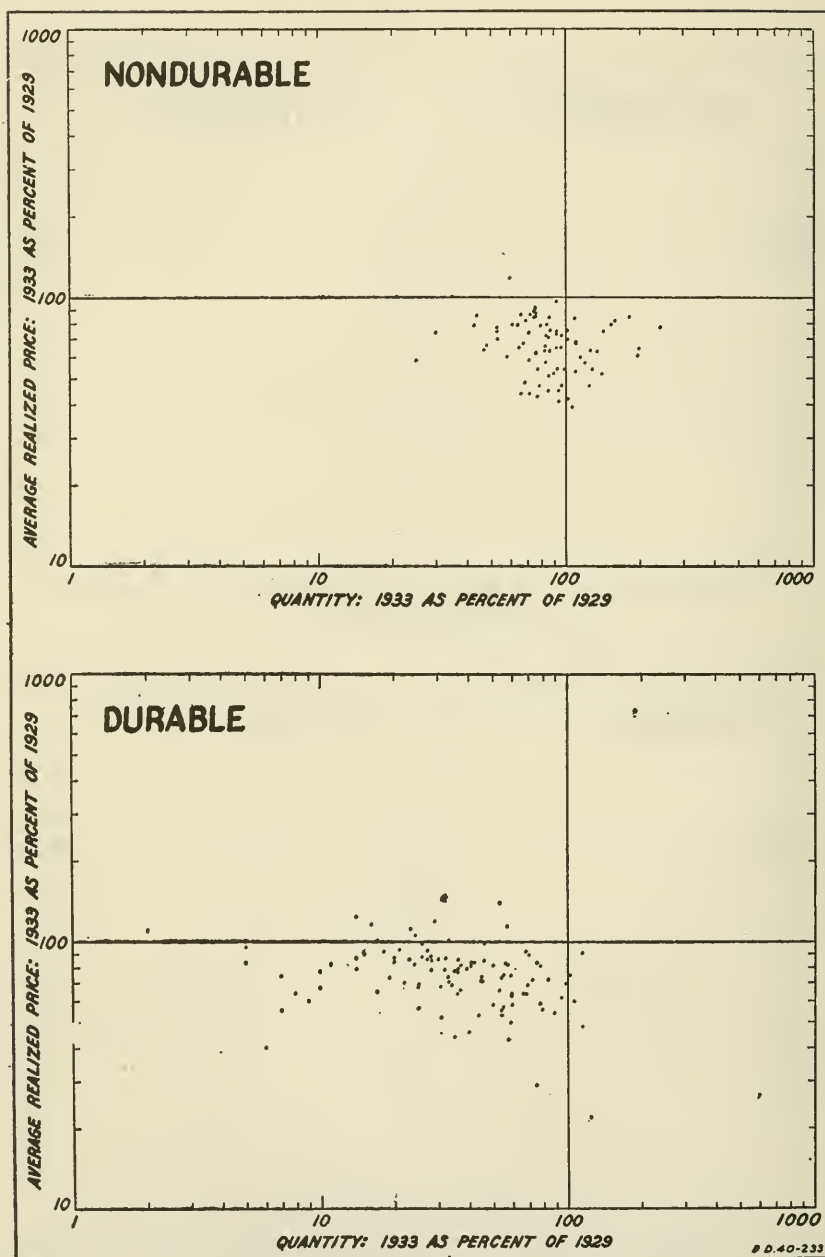 NONDURABLE
AVERAGE REALIZED PRICE: 1933 AS PERCENT OF 1929
1000
100
10
1
10
100
1000
QUANTITY: 1933 AS PERCENT OF 1929
DURABLE
AVERAGE REALIZED PRICE: 1933 AS PERCENT OF 1929
1000
100
10
1
10
100
1000
QUANTITY: 1933 AS PERCENT OF 1929
D.40-233